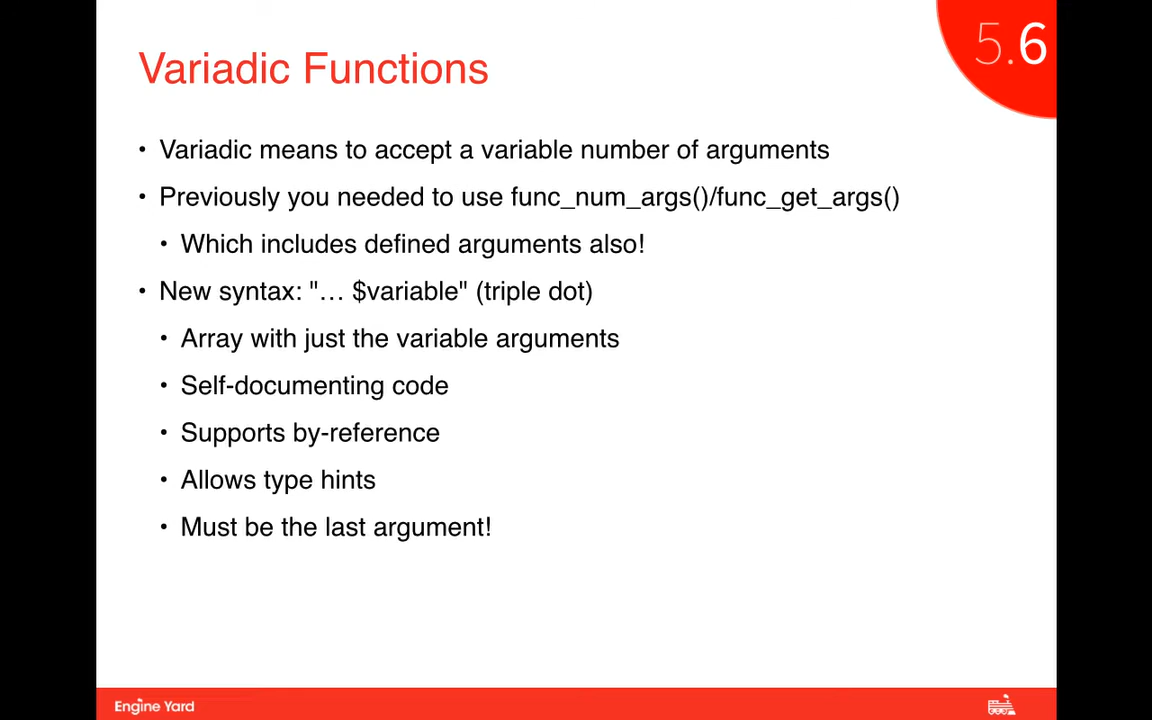 5.6
Variadic Functions
• Variadic means to accept a variable number of arguments
• Previously you needed to use func_num_args()/func_get_args()
• Which includes defined arguments also!
• New syntax: "… $variable" (triple dot)
• Array with just the variable arguments
• Self-documenting code
• Supports by-reference
• Allows type hints
• Must be the last argument!
Engine Yard